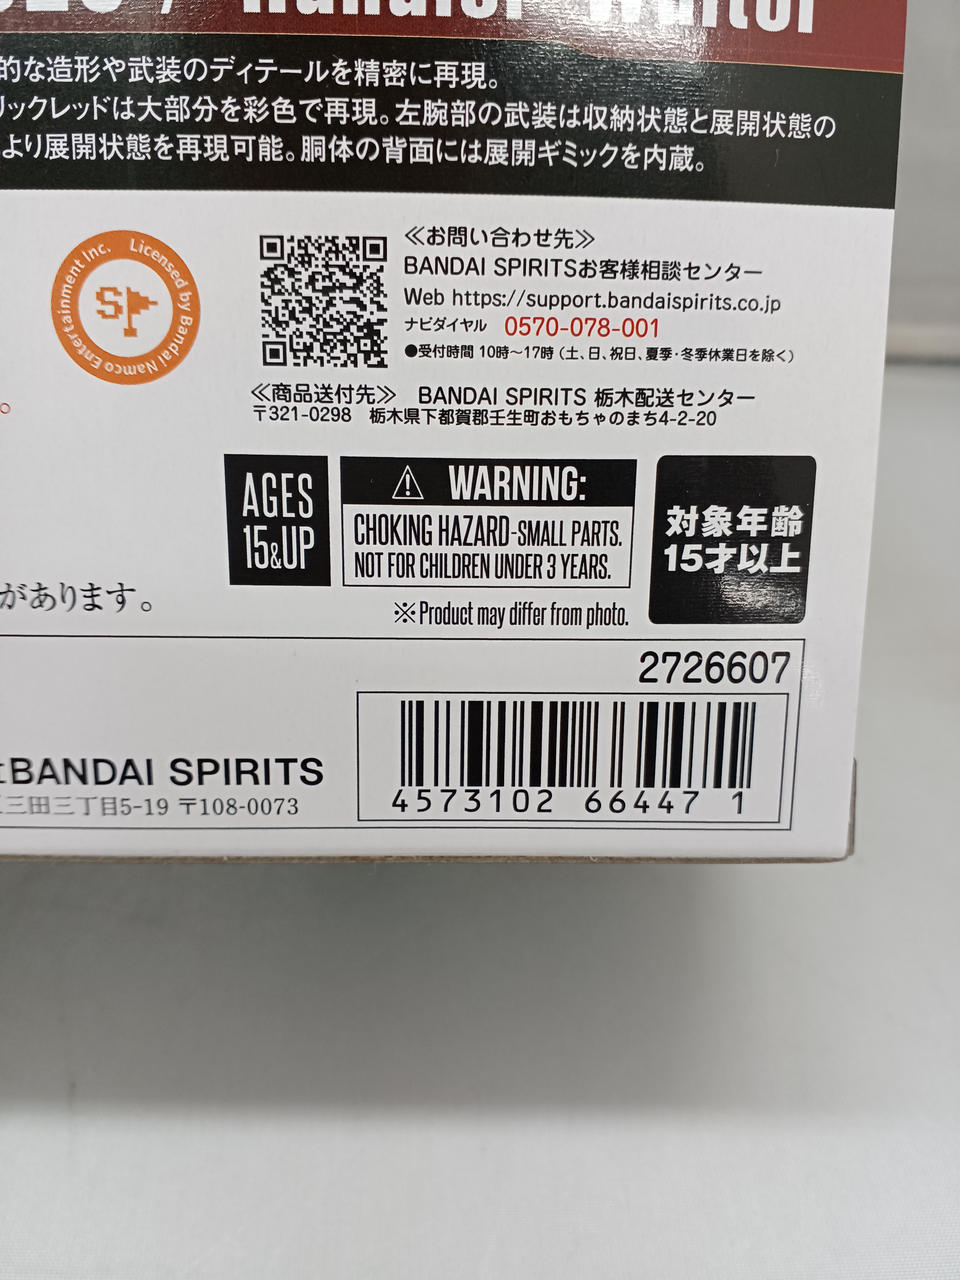 Handler Walter
的な造形や武装のディテールを精密に再現。
リックレッドは大部分を彩色で再現。左腕部の武装は収納状態と展開状態の
より展開状態を再現可能。胴体の背面には展開ギミックを内蔵。
Licensed by Bandai Namco Entertainment Inc.
SP
≪お問い合わせ先≫
BANDAI SPIRITSお客様相談センター
Web https://support.bandaispirits.co.jp
ナビダイヤル 0570-078-001
●受付時間 10時~17時(土、日、祝日、夏季・冬季休業日を除く)
≪商品送付先≫ BANDAI SPIRITS 栃木配送センター
〒321-0298 栃木県下都賀郡壬生町おもちゃのまち4-2-20
。
AGES
15&UP
WARNING:
CHOKING HAZARD-SMALL PARTS.
NOT FOR CHILDREN UNDER 3 YEARS.
対象年齢
15才以上
があります。
※Product may differ from photo.
2726607
BANDAI SPIRITS
三田三丁目5-19 〒108-0073
4573102 66447 1